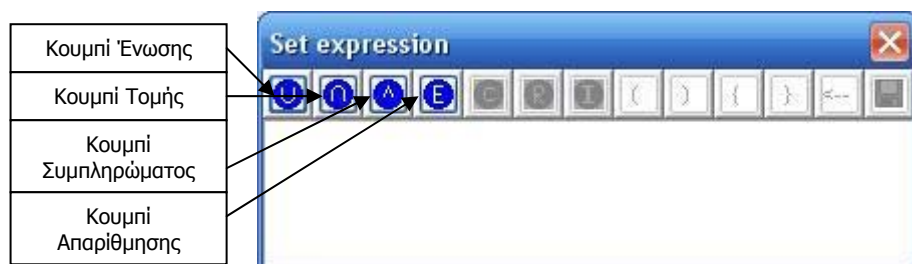 Κουμπί Ένωσης
Κουμπί Τομής
Κουμπί
Συμπληρώματος
Κουμπί
Απαρίθμησης
Set expression
U ∩ ^ E C R I ( ) { } <--